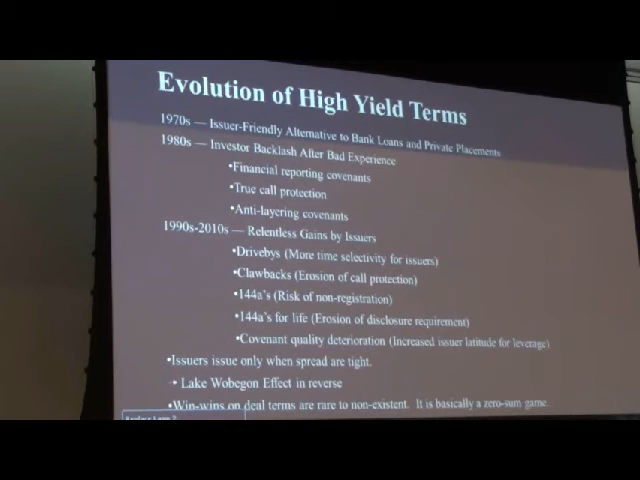 Evolution of High Yield Terms
1970s — Issuer-Friendly Alternative to Bank Loans and Private Placements
1980s — Investor Backlash After Bad Experience
•Financial reporting covenants
•True call protection
•Anti-layering covenants
1990s-2010s — Relentless Gains by Issuers
•Drivebys (More time selectivity for issuers)
•Clawbacks (Erosion of call protection)
•144a's (Risk of non-registration)
•144a's for life (Erosion of disclosure requirement)
•Covenant quality deterioration (Increased issuer latitude for leverage)
•Issuers issue only when spread are tight.
→ Lake Wobegon Effect in reverse
•Win-wins on deal terms are rare to non-existent. It is basically a zero-sum game.